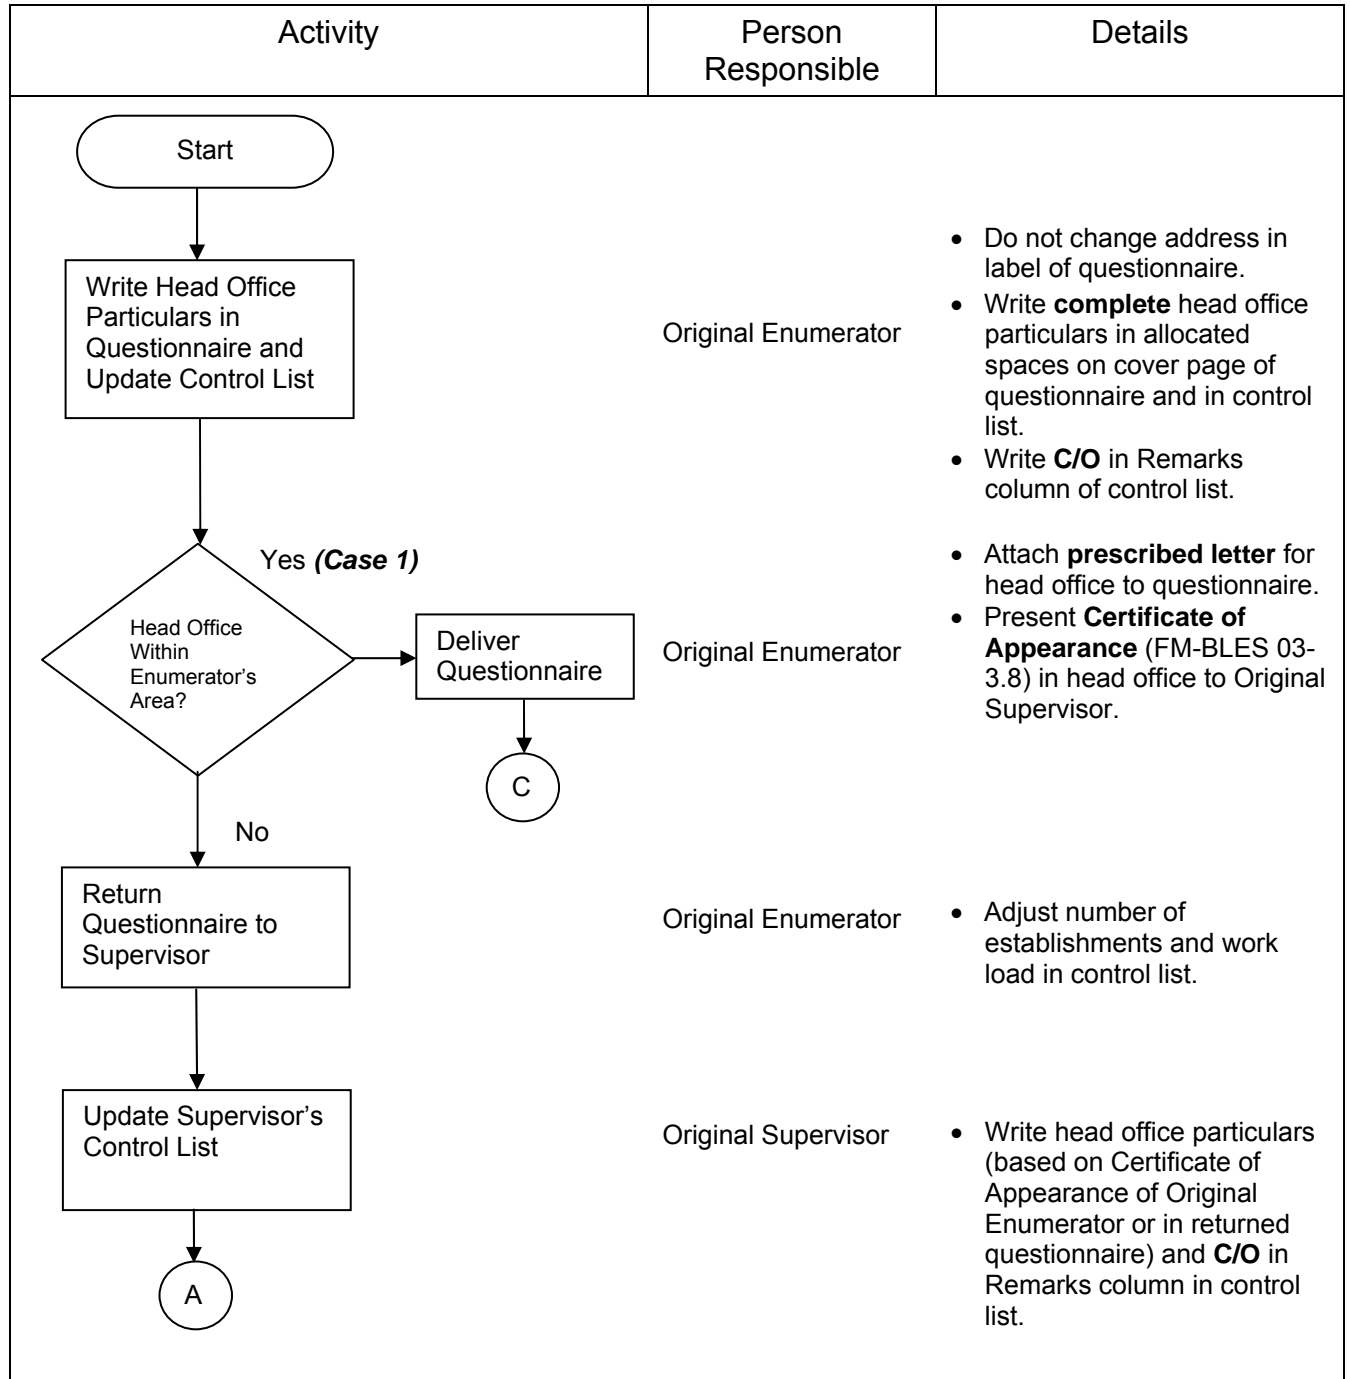 Activity
Person
Responsible
Details
Start
Write Head Office
Particulars in
Questionnaire and
Update Control List
Original Enumerator
• Do not change address in
label of questionnaire.
• Write complete head office
particulars in allocated
spaces on cover page of
questionnaire and in control
list.
• Write C/O in Remarks
column of control list.
Yes (Case 1)
Head Office
Within
Enumerator’s
Area?
Deliver
Questionnaire
Original Enumerator
• Attach prescribed letter for
head office to questionnaire.
• Present Certificate of
Appearance (FM-BLES 03-
3.8) in head office to Original
Supervisor.
C
No
Return
Questionnaire to
Supervisor
Original Enumerator
• Adjust number of
establishments and work
load in control list.
Update Supervisor’s
Control List
Original Supervisor
• Write head office particulars
(based on Certificate of
Appearance of Original
Enumerator or in returned
questionnaire) and C/O in
Remarks column in control
list.
A